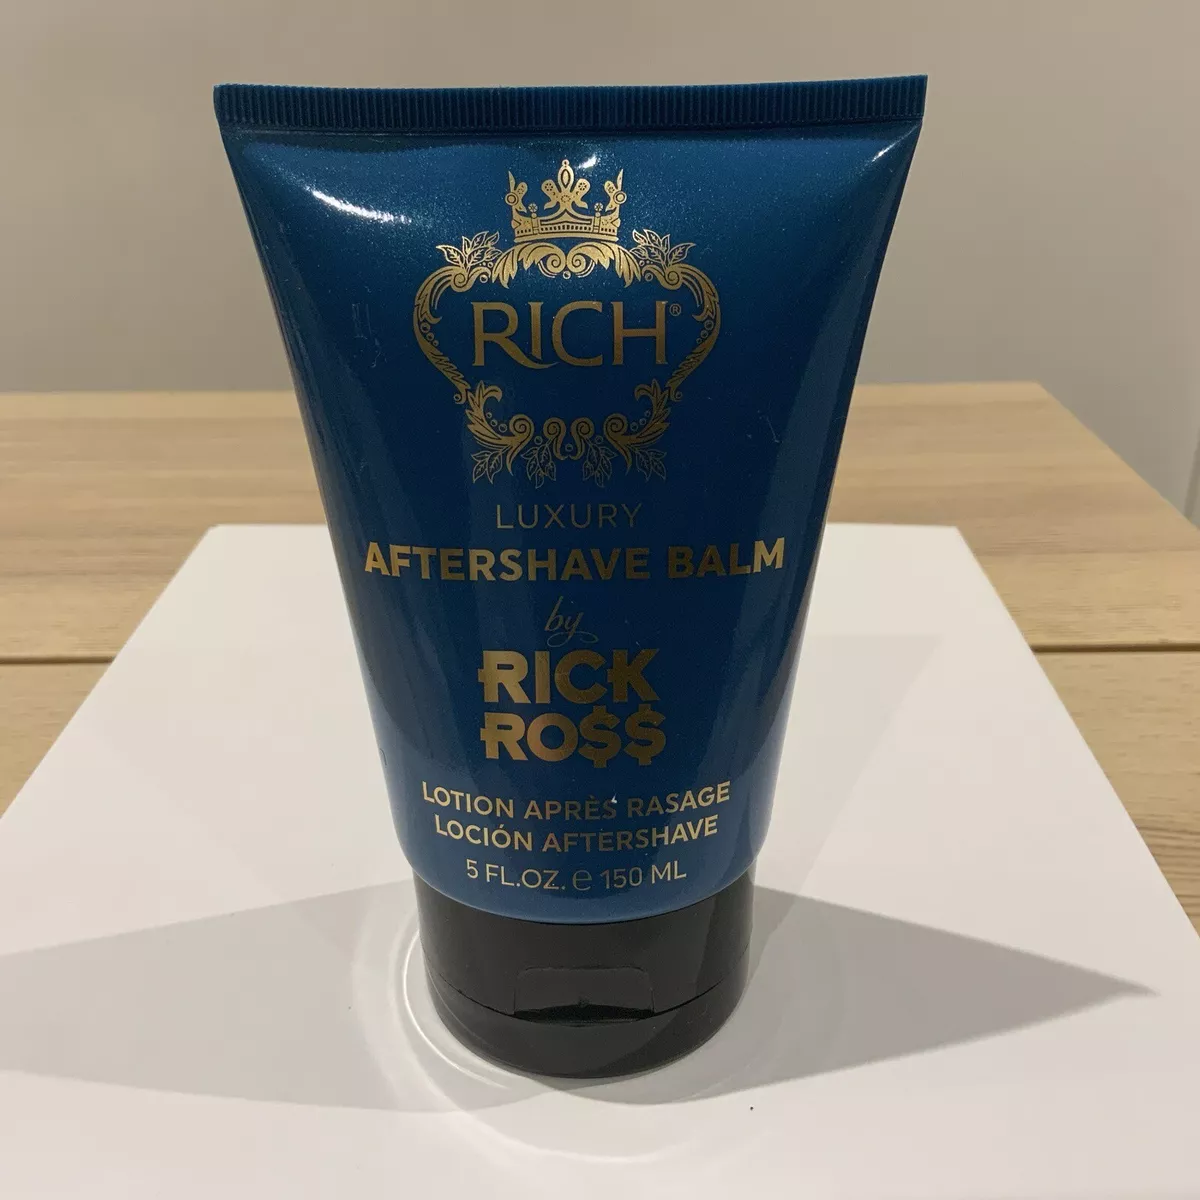 RICH®
LUXURY
AFTERSHAVE BALM
by
RICK
RO$$
LOTION APRÈS RASAGE
LOCIÓN AFTERSHAVE
5 FL.OZ. ℮ 150 ML